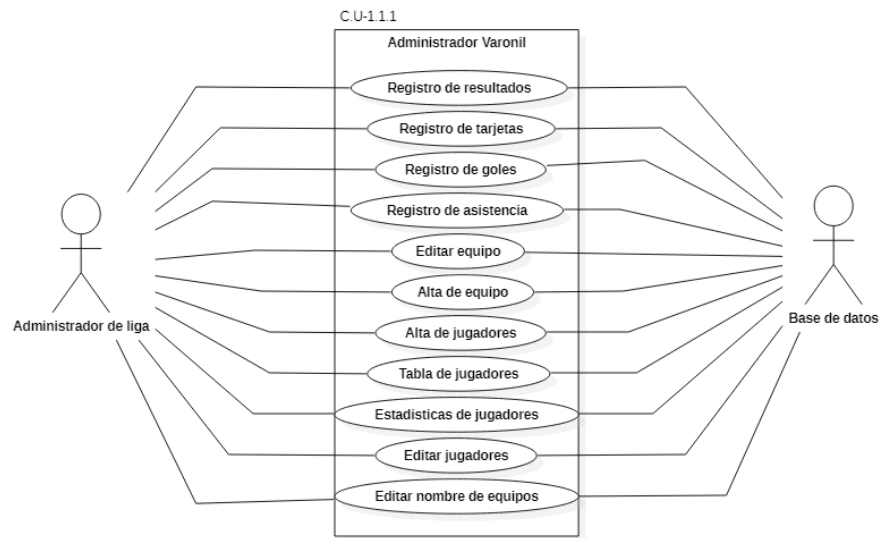 C.U-1.1.1
Administrador Varonil
Registro de resultados
Registro de tarjetas
Registro de goles
Registro de asistencia
Editar equipo
Alta de equipo
Alta de jugadores
Tabla de jugadores
Estadisticas de jugadores
Editar jugadores
Editar nombre de equipos
Administrador de liga
Base de datos